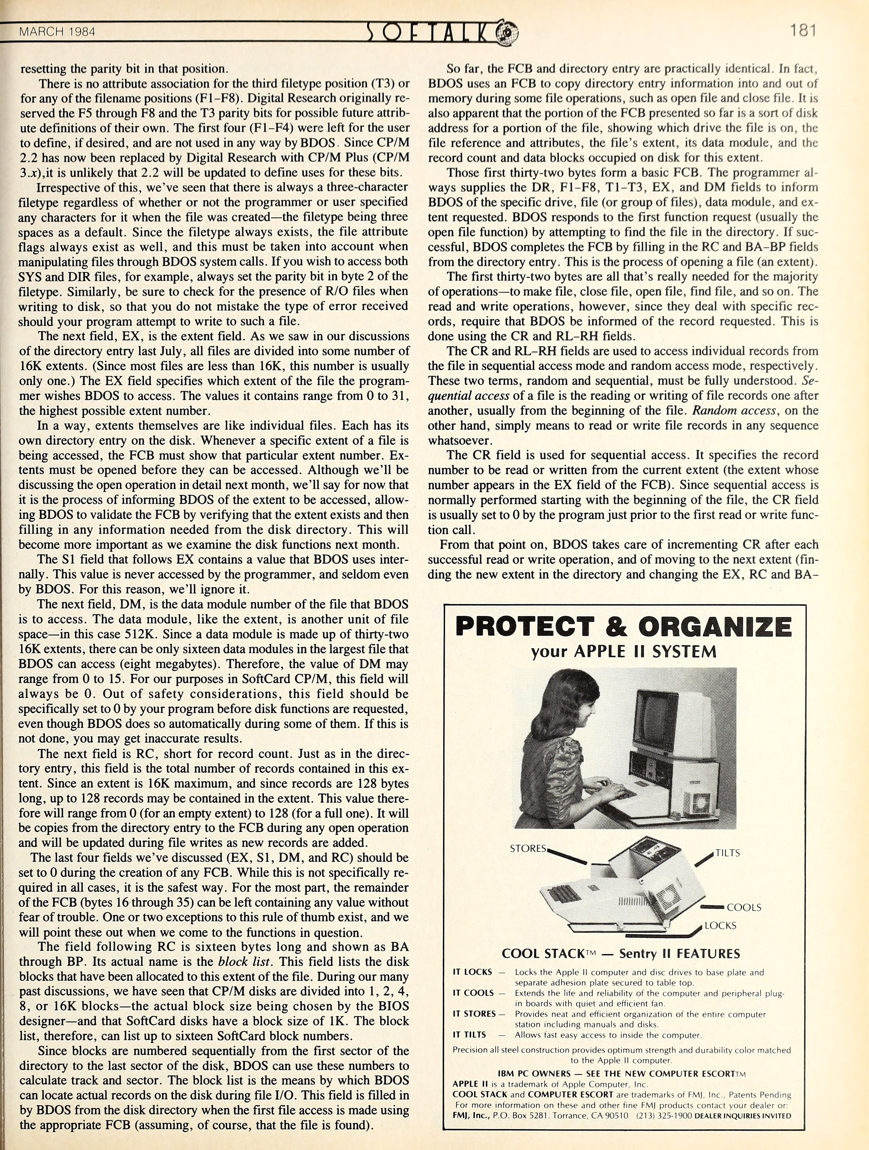 MARCH 1984
SOFTALK
181
resetting the parity bit in that position.
There is no attribute association for the third filetype position (T3) or
for any of the filename positions (F1–F8). Digital Research originally re-
served the F5 through F8 and the T3 parity bits for possible future attrib-
ute definitions of their own. The first four (F1–F4) were left for the user
to define, if desired, and are not used in any way by BDOS. Since CP/M
2.2 has now been replaced by Digital Research with CP/M Plus (CP/M
3.x),it is unlikely that 2.2 will be updated to define uses for these bits.
Irrespective of this, we've seen that there is always a three-character
filetype regardless of whether or not the programmer or user specified
any characters for it when the file was created—the filetype being three
spaces as a default. Since the filetype always exists, the file attribute
flags always exist as well, and this must be taken into account when
manipulating files through BDOS system calls. If you wish to access both
SYS and DIR files, for example, always set the parity bit in byte 2 of the
filetype. Similarly, be sure to check for the presence of R/O files when
writing to disk, so that you do not mistake the type of error received
should your program attempt to write to such a file.
The next field, EX, is the extent field. As we saw in our discussions
of the directory entry last July, all files are divided into some number of
16K extents. (Since most files are less than 16K, this number is usually
only one.) The EX field specifies which extent of the file the program-
mer wishes BDOS to access. The values it contains range from 0 to 31,
the highest possible extent number.
In a way, extents themselves are like individual files. Each has its
own directory entry on the disk. Whenever a specific extent of a file is
being accessed, the FCB must show that particular extent number. Ex-
tents must be opened before they can be accessed. Although we'll be
discussing the open operation in detail next month, we'll say for now that
it is the process of informing BDOS of the extent to be accessed, allow-
ing BDOS to validate the FCB by verifying that the extent exists and then
filling in any information needed from the disk directory. This will
become more important as we examine the disk functions next month.
The S1 field that follows EX contains a value that BDOS uses inter-
nally. This value is never accessed by the programmer, and seldom even
by BDOS. For this reason, we'll ignore it.
The next field, DM, is the data module number of the file that BDOS
is to access. The data module, like the extent, is another unit of file
space—in this case 512K. Since a data module is made up of thirty-two
16K extents, there can be only sixteen data modules in the largest file that
BDOS can access (eight megabytes). Therefore, the value of DM may
range from 0 to 15. For our purposes in SoftCard CP/M, this field will
always be 0. Out of safety considerations, this field should be
specifically set to 0 by your program before disk functions are requested,
even though BDOS does so automatically during some of them. If this is
not done, you may get inaccurate results.
The next field is RC, short for record count. Just as in the direc-
tory entry, this field is the total number of records contained in this ex-
tent. Since an extent is 16K maximum, and since records are 128 bytes
long, up to 128 records may be contained in the extent. This value there-
fore will range from 0 (for an empty extent) to 128 (for a full one). It will
be copies from the directory entry to the FCB during any open operation
and will be updated during file writes as new records are added.
The last four fields we've discussed (EX, S1, DM, and RC) should be
set to 0 during the creation of any FCB. While this is not specifically re-
quired in all cases, it is the safest way. For the most part, the remainder
of the FCB (bytes 16 through 35) can be left containing any value without
fear of trouble. One or two exceptions to this rule of thumb exist, and we
will point these out when we come to the functions in question.
The field following RC is sixteen bytes long and shown as BA
through BP. Its actual name is the block list. This field lists the disk
blocks that have been allocated to this extent of the file. During our many
past discussions, we have seen that CP/M disks are divided into 1, 2, 4,
8, or 16K blocks—the actual block size being chosen by the BIOS
designer—and that SoftCard disks have a block size of 1K. The block
list, therefore, can list up to sixteen SoftCard block numbers.
Since blocks are numbered sequentially from the first sector of the
directory to the last sector of the disk, BDOS can use these numbers to
calculate track and sector. The block list is the means by which BDOS
can locate actual records on the disk during file I/O. This field is filled in
by BDOS from the disk directory when the first file access is made using
the appropriate FCB (assuming, of course, that the file is found).
So far, the FCB and directory entry are practically identical. In fact,
BDOS uses an FCB to copy directory entry information into and out of
memory during some file operations, such as open file and close file. It is
also apparent that the portion of the FCB presented so far is a sort of disk
address for a portion of the file, showing which drive the file is on, the
file reference and attributes, the file's extent, its data module, and the
record count and data blocks occupied on disk for this extent.
Those first thirty-two bytes form a basic FCB. The programmer al-
ways supplies the DR, F1–F8, T1–T3, EX, and DM fields to inform
BDOS of the specific drive, file (or group of files), data module, and ex-
tent requested. BDOS responds to the first function request (usually the
open file function) by attempting to find the file in the directory. If suc-
cessful, BDOS completes the FCB by filling in the RC and BA–BP fields
from the directory entry. This is the process of opening a file (an extent).
The first thirty-two bytes are all that's really needed for the majority
of operations—to make file, close file, open file, find file, and so on. The
read and write operations, however, since they deal with specific rec-
ords, require that BDOS be informed of the record requested. This is
done using the CR and RL–RH fields.
The CR and RL–RH fields are used to access individual records from
the file in sequential access mode and random access mode, respectively.
These two terms, random and sequential, must be fully understood. Se-
quential access of a file is the reading or writing of file records one after
another, usually from the beginning of the file. Random access, on the
other hand, simply means to read or write file records in any sequence
whatsoever.
The CR field is used for sequential access. It specifies the record
number to be read or written from the current extent (the extent whose
number appears in the EX field of the FCB). Since sequential access is
normally performed starting with the beginning of the file, the CR field
is usually set to 0 by the program just prior to the first read or write func-
tion call.
From that point on, BDOS takes care of incrementing CR after each
successful read or write operation, and of moving to the next extent (fin-
ding the new extent in the directory and changing the EX, RC and BA–
PROTECT & ORGANIZE
your APPLE II SYSTEM
STORES
TILTS
COOLS
LOCKS
COOL STACK™ — Sentry II FEATURES
IT LOCKS — Locks the Apple II computer and disc drives to base plate and
separate adhesion plate secured to table top.
IT COOLS — Extends the life and reliability of the computer and peripheral plug-
in boards with quiet and efficient fan.
IT STORES — Provides neat and efficient organization of the entire computer
station including manuals and disks.
IT TILTS — Allows fast easy access to inside the computer.
Precision all steel construction provides optimum strength and durability color matched
to the Apple II computer.
IBM PC OWNERS — SEE THE NEW COMPUTER ESCORT™
APPLE II is a trademark of Apple Computer, Inc.
COOL STACK and COMPUTER ESCORT are trademarks of FMJ, Inc., Patents Pending
For more information on these and other fine FMJ products contact your dealer or:
FMJ, Inc., P.O. Box 5281. Torrance, CA 90510 (213) 325-1900 DEALER INQUIRIES INVITED